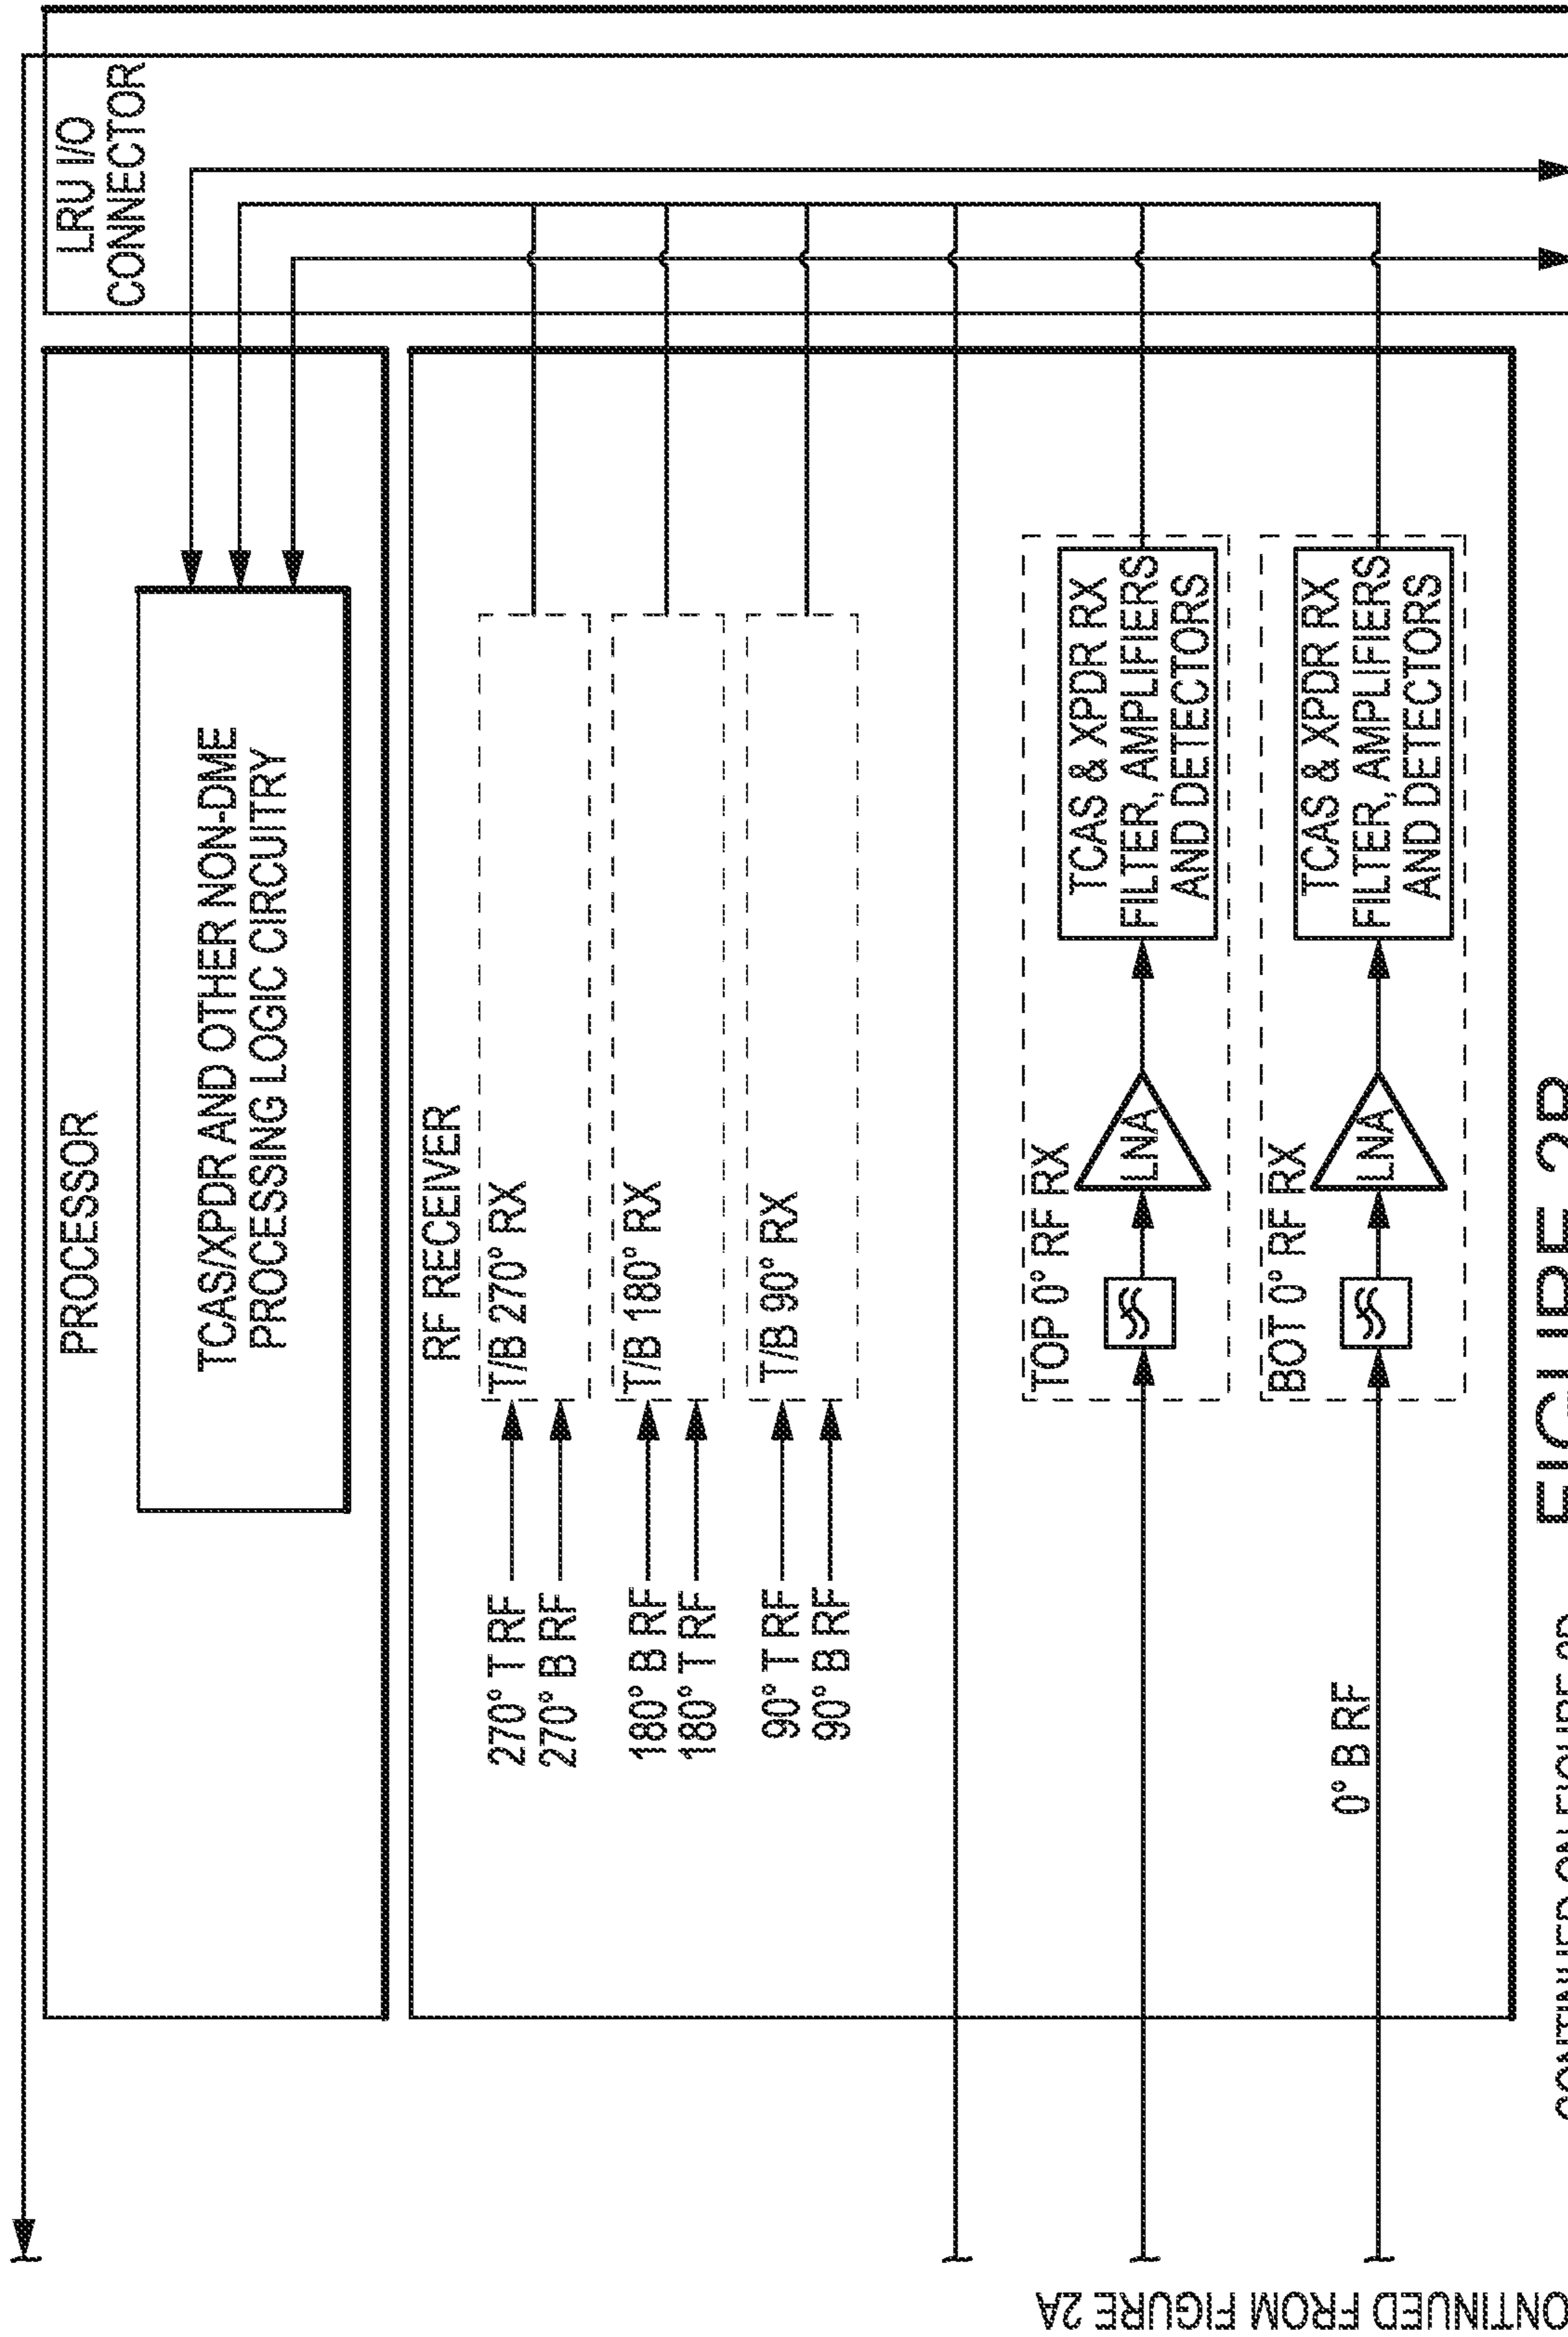 LRU I/O
CONNECTOR
PROCESSOR
TCAS/XPDR AND OTHER NON-DME
PROCESSING LOGIC CIRCUITRY
RF RECEIVER
270° T RF
270° B RF
T/B 270° RX
180° B RF
180° T RF
T/B 180° RX
90° T RF
90° B RF
T/B 90° RX
TOP 0° RF RX
LNA
TCAS & XPDR RX
FILTER, AMPLIFIERS
AND DETECTORS
0° B RF
BOT 0° RF RX
LNA
TCAS & XPDR RX
FILTER, AMPLIFIERS
AND DETECTORS
FROM FIGURE 2A